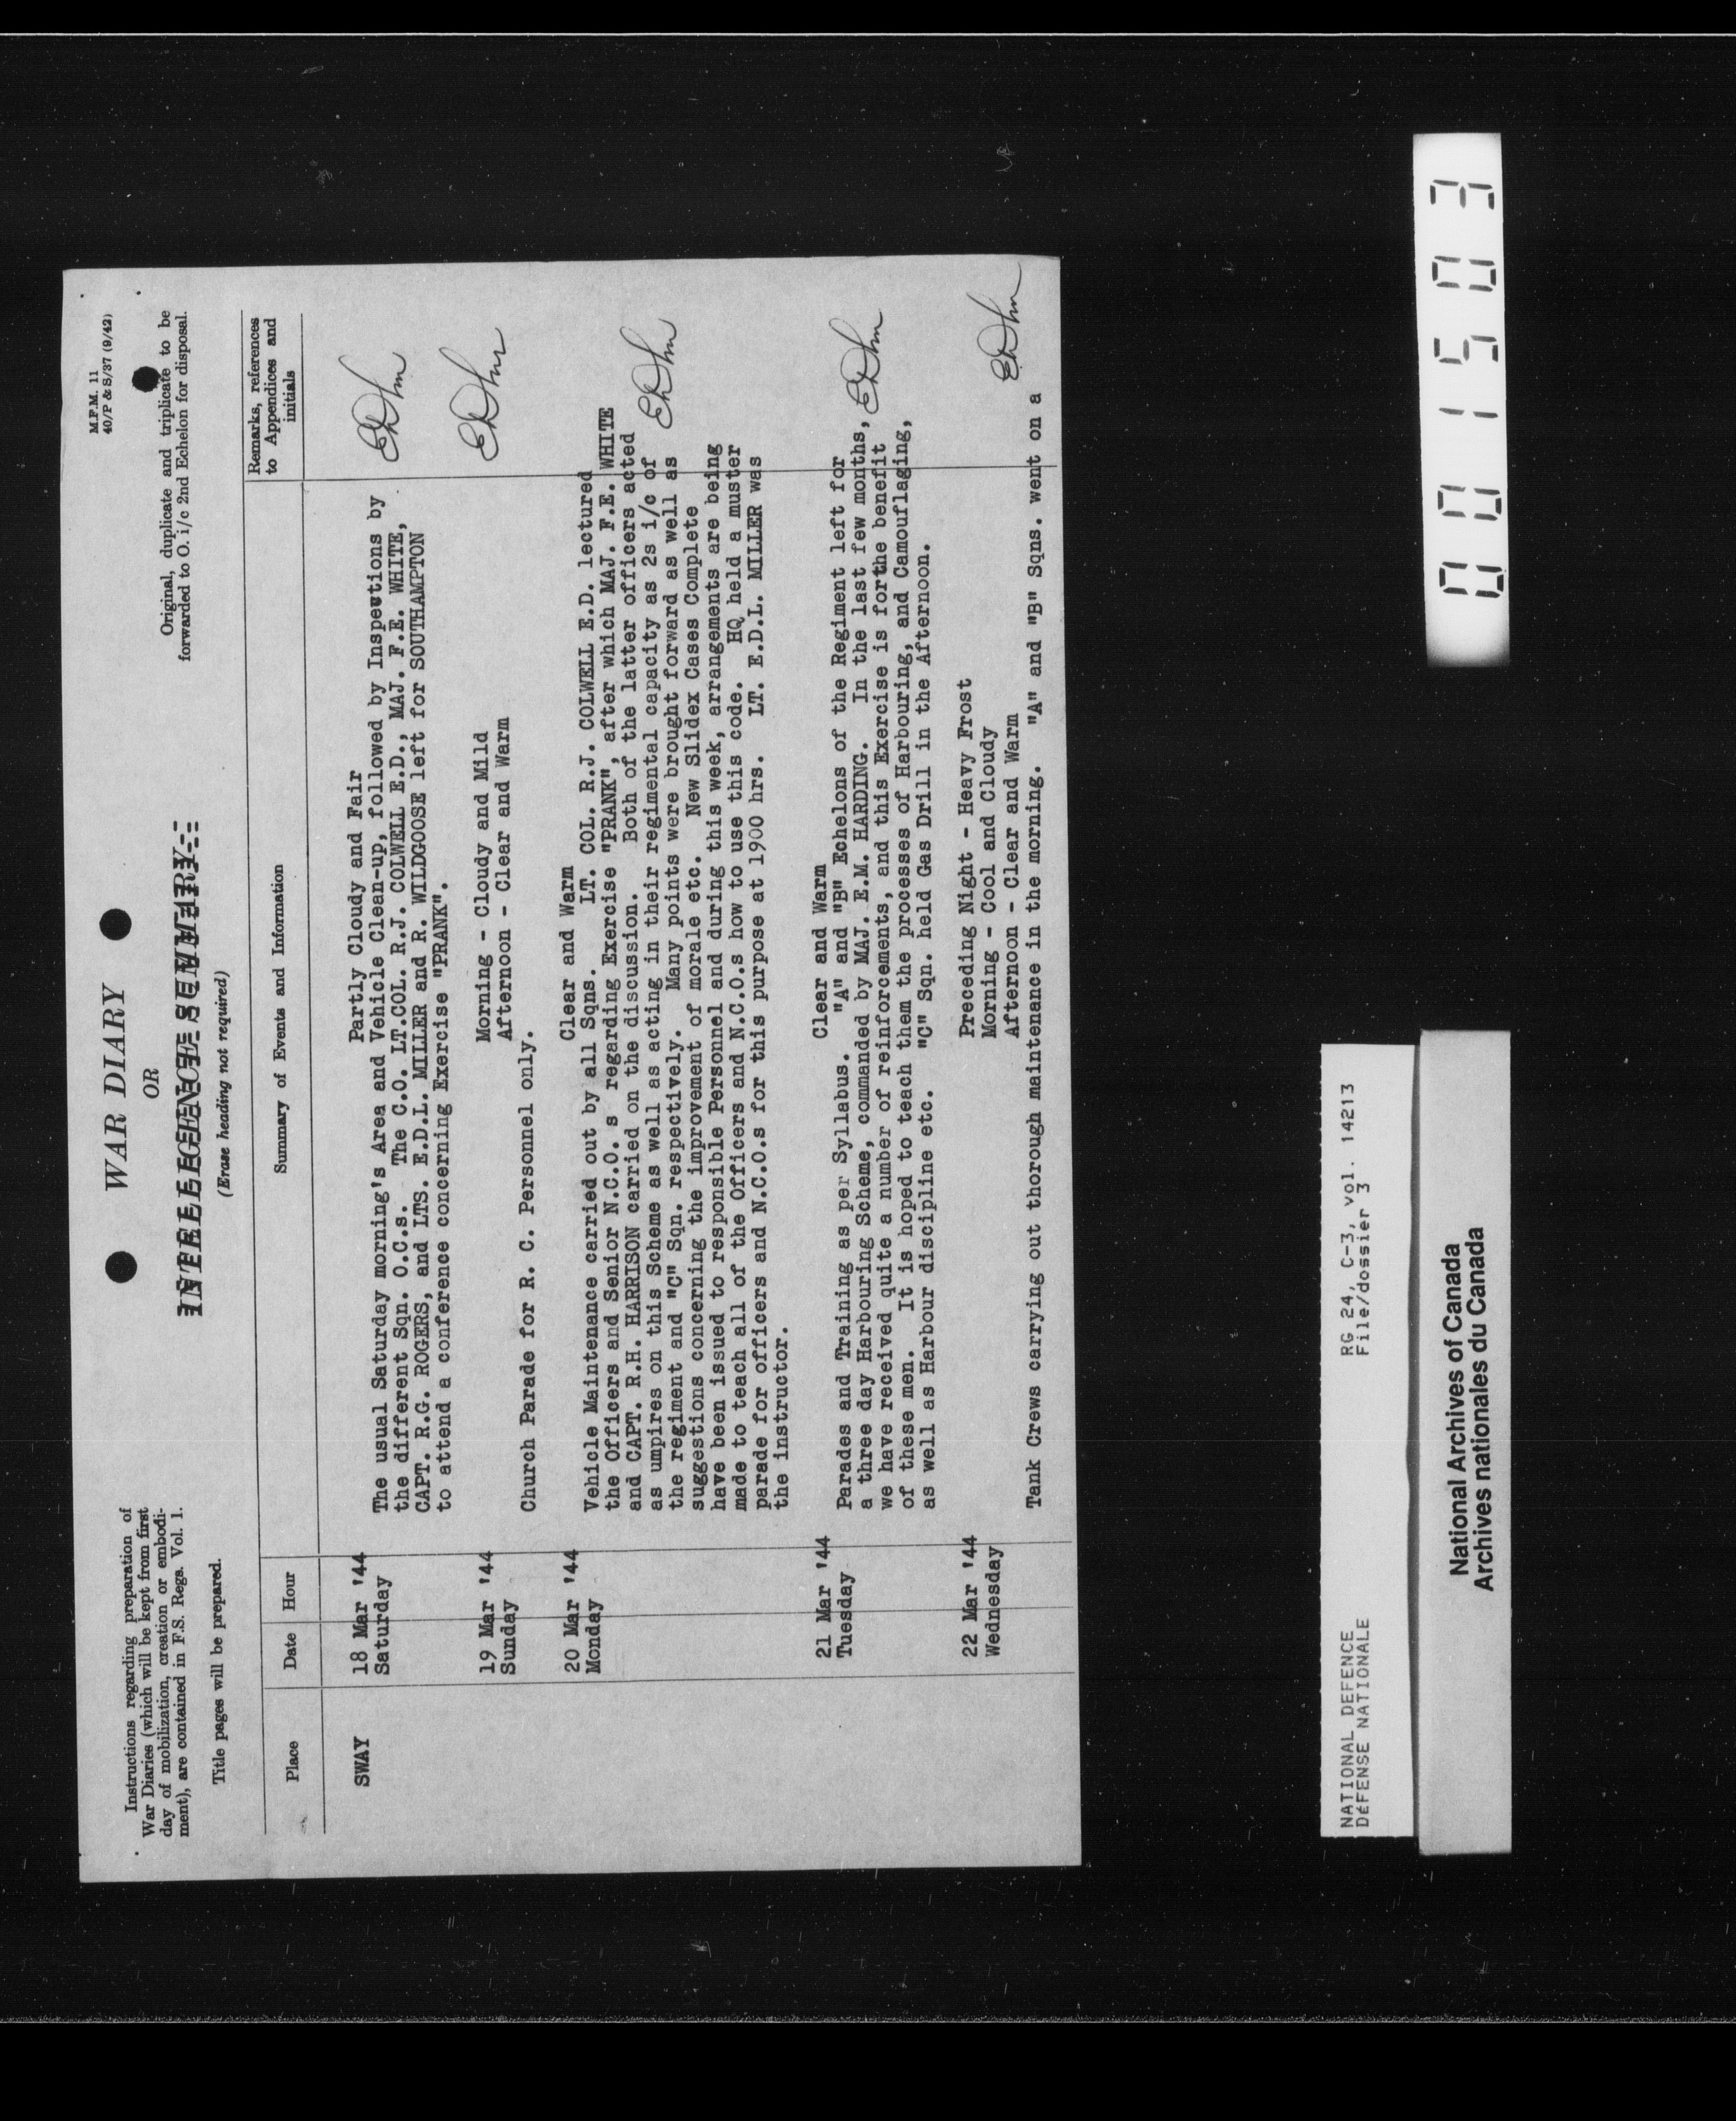 M.F.M. 11
40/P & S/37 (9/42)
Instructions regarding preparation of
War Diaries (which will be kept from first
day of mobilization, creation or embodi-
ment), are contained in F.S. Regs. Vol. 1.
Title pages will be prepared.
WAR DIARY
OR
INTELLIGENCE SUMMARY
(Erase heading not required)
Original, duplicate and triplicate to be
forwarded to O. i/c 2nd Echelon for disposal.
Place Date Hour Summary of Events and Information Remarks, references
to Appendices and
initials
SWAY 18 Mar '44 Partly Cloudy and Fair
Saturday The usual Saturday morning's Area and Vehicle Clean-up, followed by Inspections by
the different Sqn. O.C.s. The C.O. LT.COL. R.J. COLWELL E.D., MAJ. F.E. WHITE,
CAPT. R.G. ROGERS, and LTS. E.D.L. MILLER and R. WILDGOOSE left for SOUTHAMPTON
to attend a conference concerning Exercise "PRANK".
19 Mar '44 Morning - Cloudy and Mild
Sunday Afternoon - Clear and Warm
Church Parade for R. C. Personnel only.
20 Mar '44 Clear and Warm
Monday Vehicle Maintenance carried out by all Sqns. LT. COL. R.J. COLWELL E.D. lectured
the Officers and Senior N.C.O. s regarding Exercise "PRANK", after which MAJ. F.E. WHITE
and CAPT. R.H. HARRISON carried on the discussion. Both of the latter officers acted
as umpires on this Scheme as well as acting in their regimental capacity as 2s i/c of
the regiment and "C" Sqn. respectively. Many points were brought forward as well as
suggestions concerning the improvement of morale etc. New Slidex Cases Complete
have been issued to responsible Personnel and during this week, arrangements are being
made to teach all of the Officers and N.C.O.s how to use this code. HQ held a muster
parade for officers and N.C.O.s for this purpose at 1900 hrs. LT. E.D.L. MILLER was
the instructor.
21 Mar '44 Clear and Warm
Tuesday Parades and Training as per Syllabus. "A" and "B" Echelons of the Regiment left for
a three day Harbouring Scheme, commanded by MAJ. E.M. HARDING. In the last few months,
we have received quite a number of reinforcements, and this Exercise is forthe benefit
of these men. It is hoped to teach them the processes of Harbouring, and Camouflaging,
as well as Harbour discipline etc. "C" Sqn. held Gas Drill in the Afternoon.
22 Mar '44 Preceding Night - Heavy Frost
Wednesday Morning - Cool and Cloudy
Afternoon - Clear and Warm
Tank Crews carrying out thorough maintenance in the morning. "A" and "B" Sqns. went on a
NATIONAL DEFENCE RG 24, C-3, vol. 14213
DÉFENSE NATIONALE File/dossier 3
National Archives of Canada
Archives nationales du Canada
001503